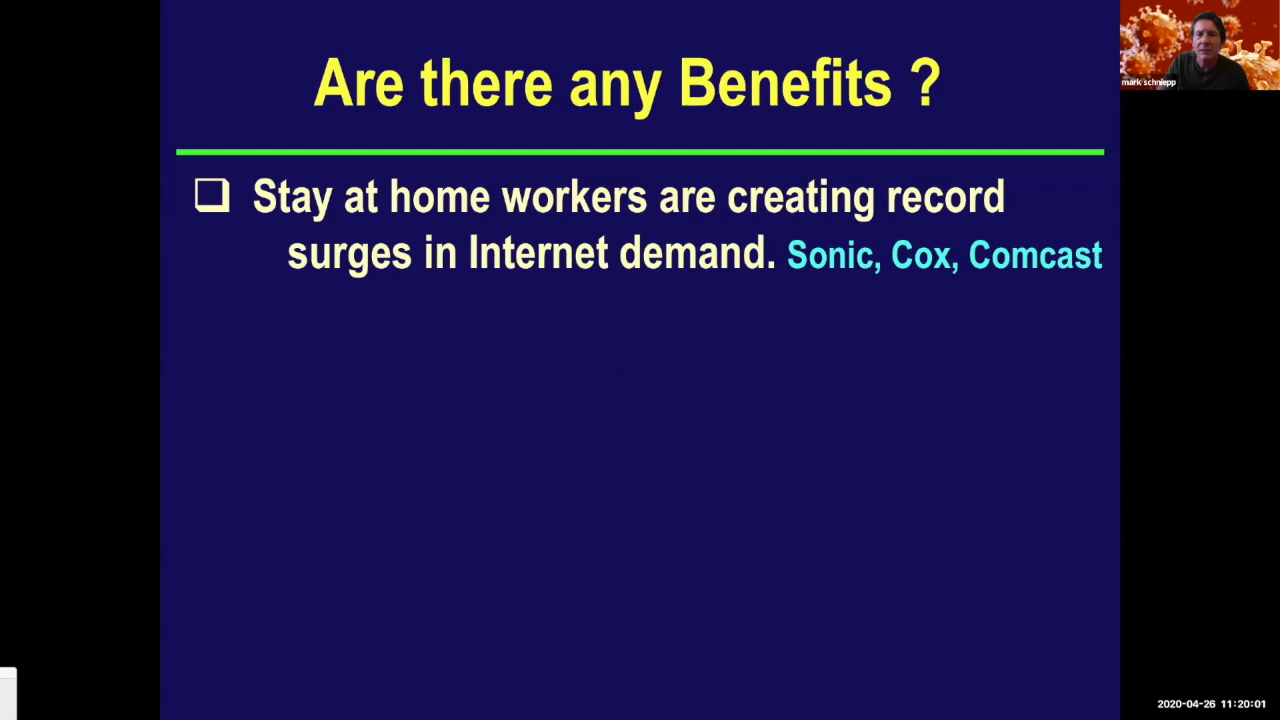 Are there any Benefits ?
mark schniepp
❑ Stay at home workers are creating record
surges in Internet demand. Sonic, Cox, Comcast
2020-04-26 11:20:01